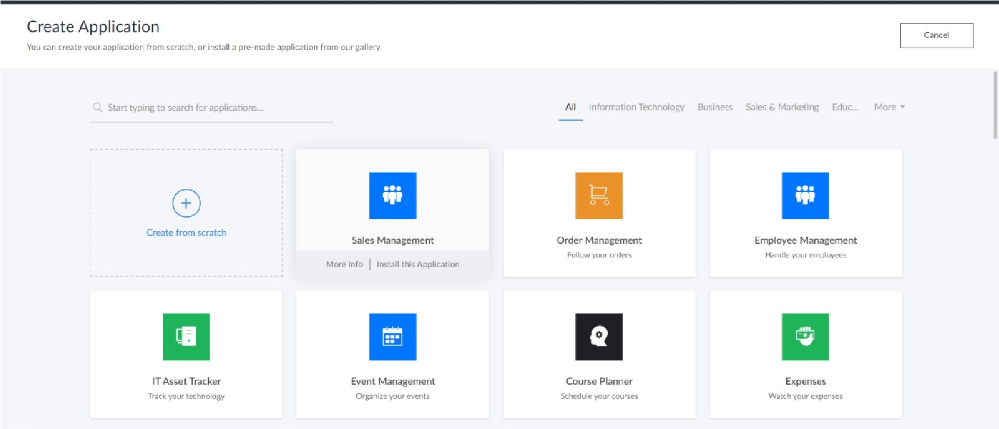 Create Application
Cancel
You can create your application from scratch, or install a pre-made application from our gallery.
Start typing to search for applications...
All Information Technology Business Sales & Marketing Educ... More
Create from scratch
Sales Management
More Info | Install this Application
Order Management
Follow your orders
Employee Management
Handle your employees
IT Asset Tracker
Track your technology
Event Management
Organize your events
Course Planner
Schedule your courses
Expenses
Watch your expenses